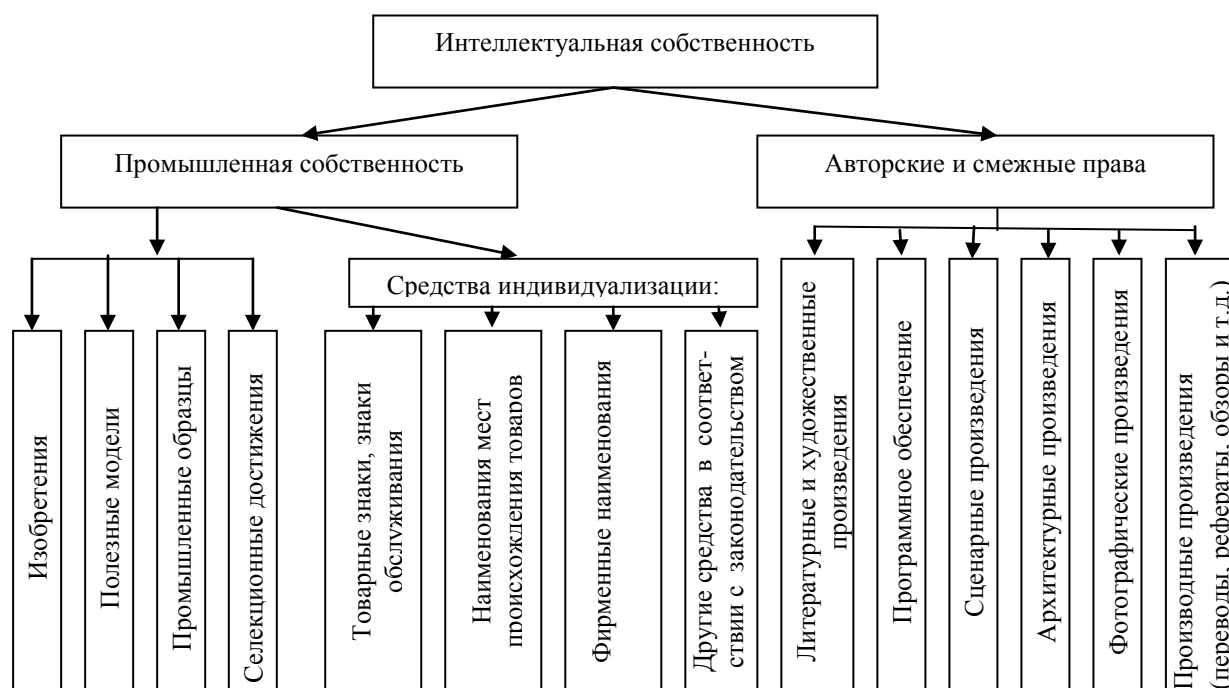 Интеллектуальная собственность
Промышленная собственность
Авторские и смежные права
Средства индивидуализации:
Изобретения
Полезные модели
Промышленные образцы
Селекционные достижения
Товарные знаки, знаки
обслуживания
Наименования мест
происхождения товаров
Фирменные наименования
Другие средства в соответ-
ствии с законодательством
Литературные и художественные
произведения
Программное обеспечение
Сценарные произведения
Архитектурные произведения
Фотографические произведения
Производные произведения
(переводы, рефераты, обзоры и т.д.)